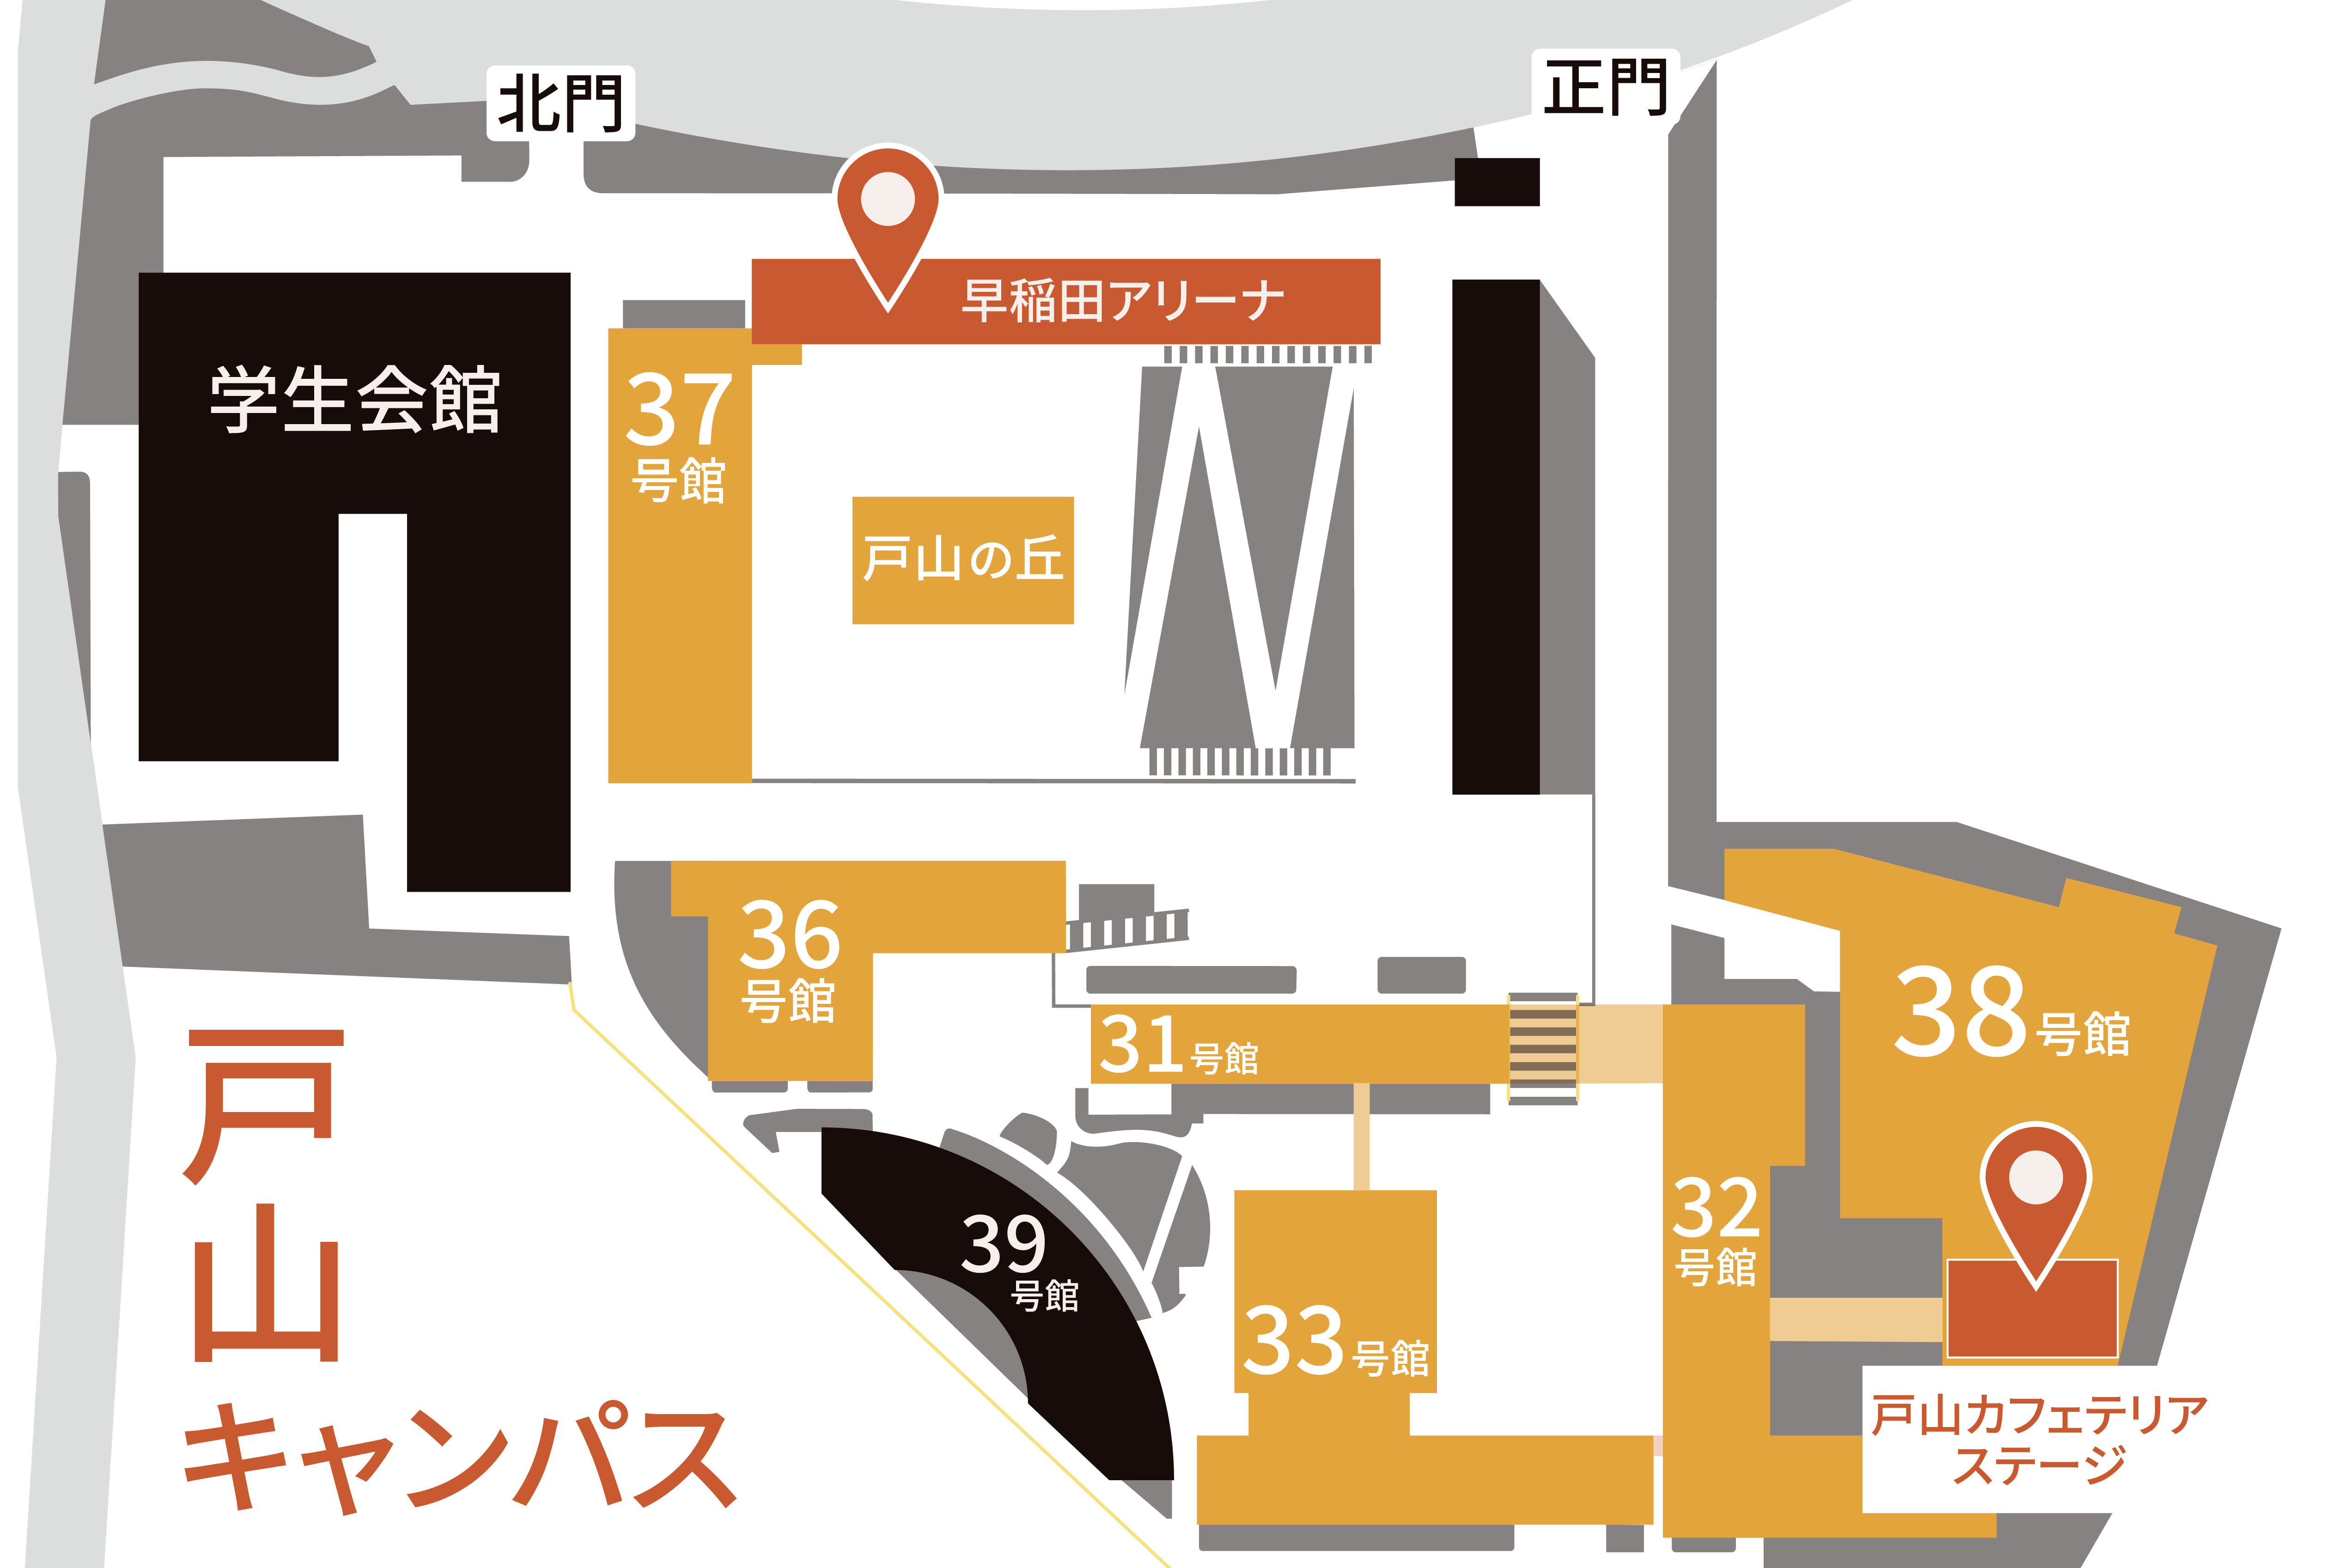 北門
正門
早稲田アリーナ
学生会館
37
号館
戸山の丘
36
号館
31号館
38号館
32
号館
39
号館
33号館
戸山カフェテリア
ステージ
戸
山
キャンパス